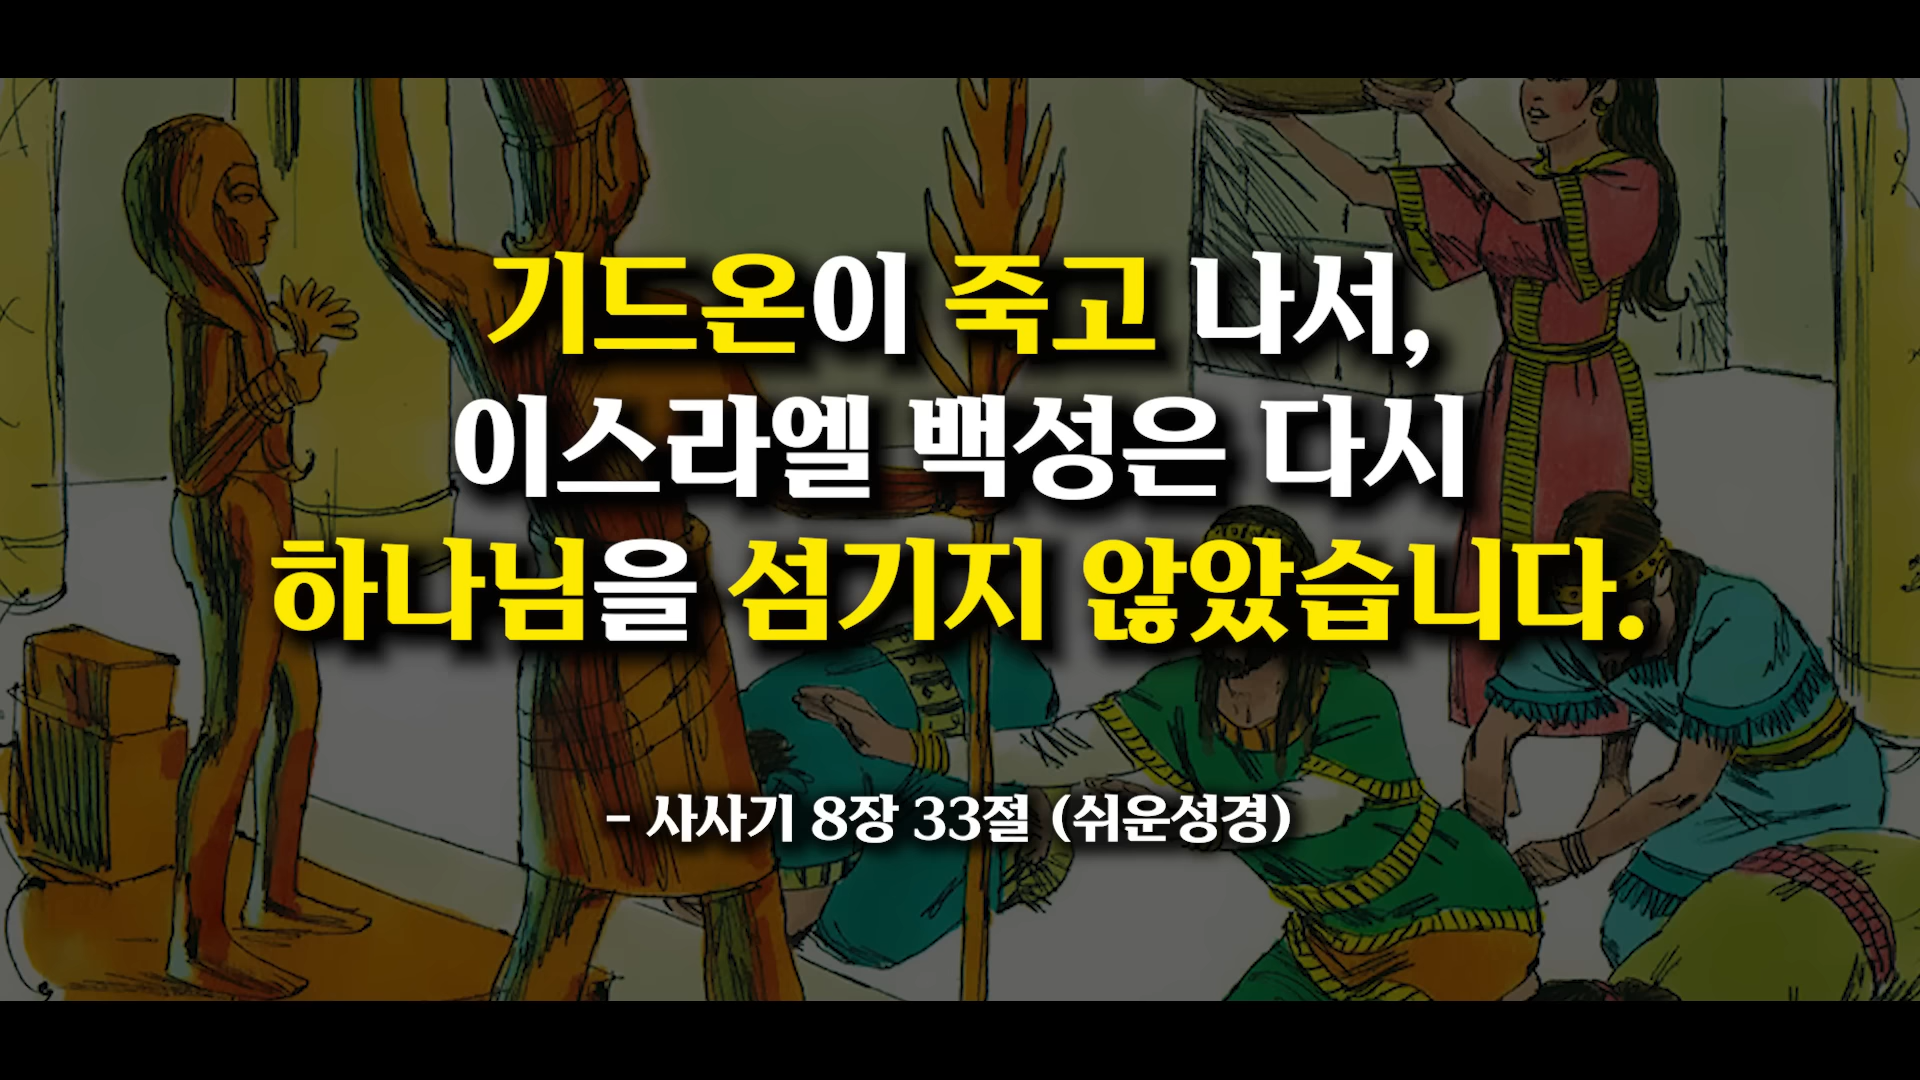 기드온이 죽고 나서,
이스라엘 백성은 다시
하나님을 섬기지 않았습니다.
- 사사기 8장 33절 (쉬운성경)